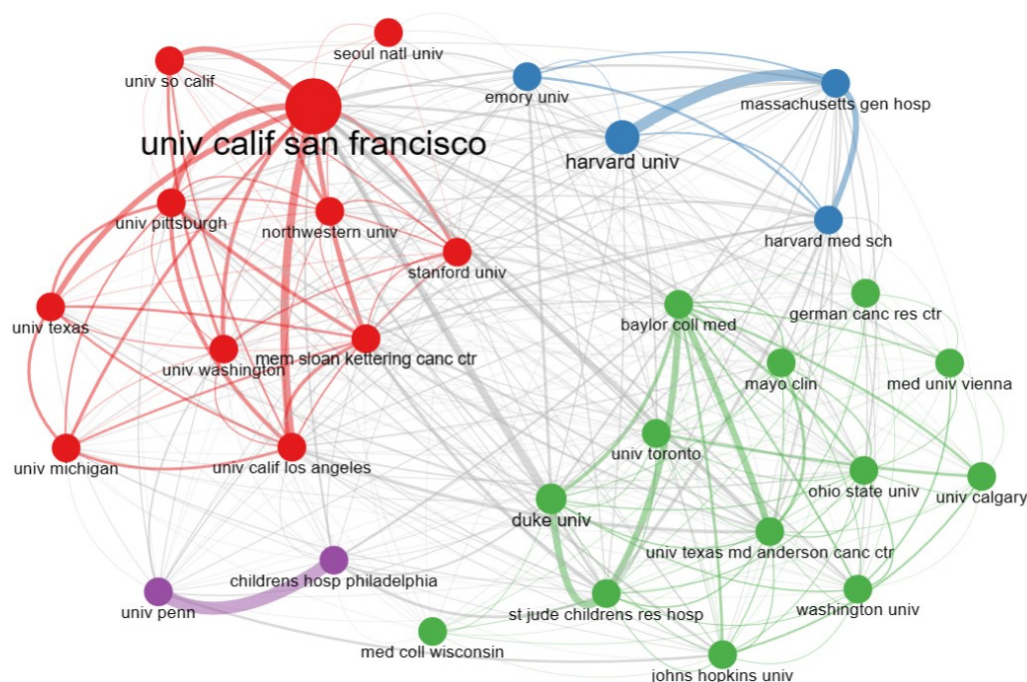 seoul natl univ
univ so calif
emory univ
massachusetts gen hosp
univ calif san francisco
harvard univ
univ pittsburgh
northwestern univ
harvard med sch
stanford univ
german canc res ctr
baylor coll med
univ texas
mem sloan kettering canc ctr
univ washington
mayo clin
med univ vienna
univ toronto
univ michigan
univ calif los angeles
ohio state univ
univ calgary
duke univ
univ texas md anderson canc ctr
childrens hosp philadelphia
univ penn
st jude childrens res hosp
washington univ
med coll wisconsin
johns hopkins univ